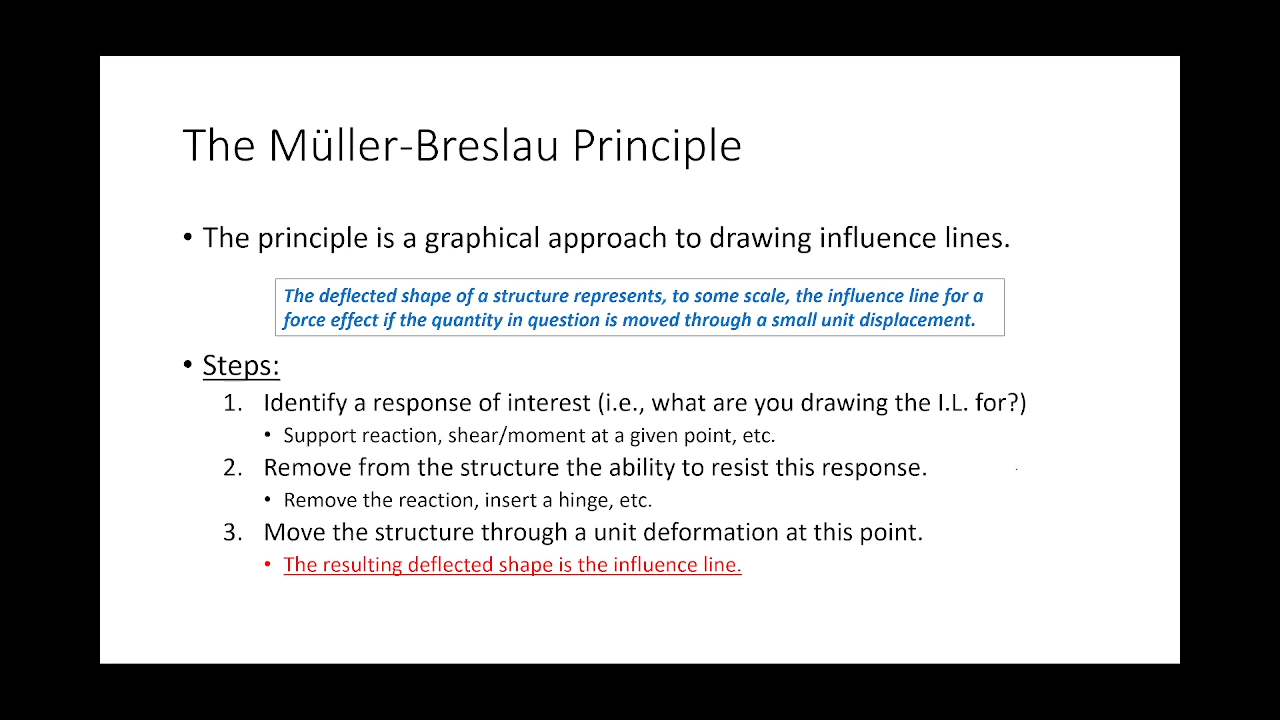 The Müller-Breslau Principle
• The principle is a graphical approach to drawing influence lines.
The deflected shape of a structure represents, to some scale, the influence line for a
force effect if the quantity in question is moved through a small unit displacement.
• Steps:
1. Identify a response of interest (i.e., what are you drawing the I.L. for?)
• Support reaction, shear/moment at a given point, etc.
2. Remove from the structure the ability to resist this response.
• Remove the reaction, insert a hinge, etc.
3. Move the structure through a unit deformation at this point.
• The resulting deflected shape is the influence line.